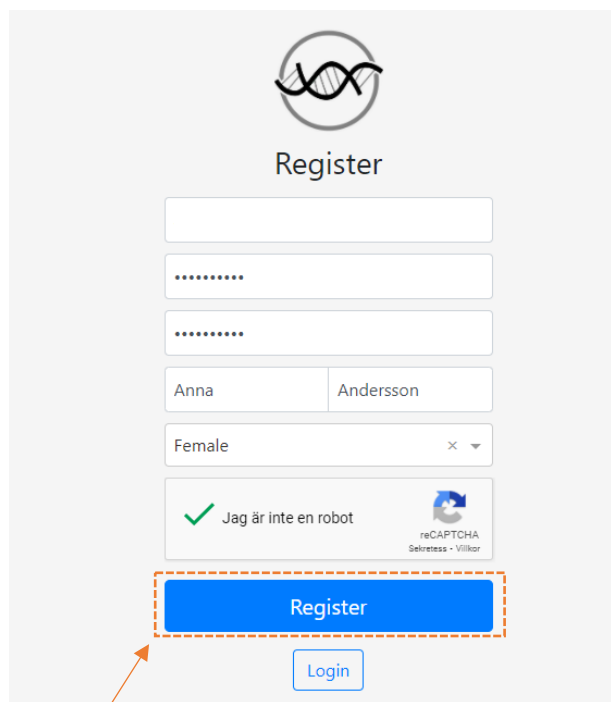 Register
••••••••••
••••••••••
Anna Andersson
Female × 
Jag är inte en robot
reCAPTCHA
Sekretess - Villkor
Register
Login